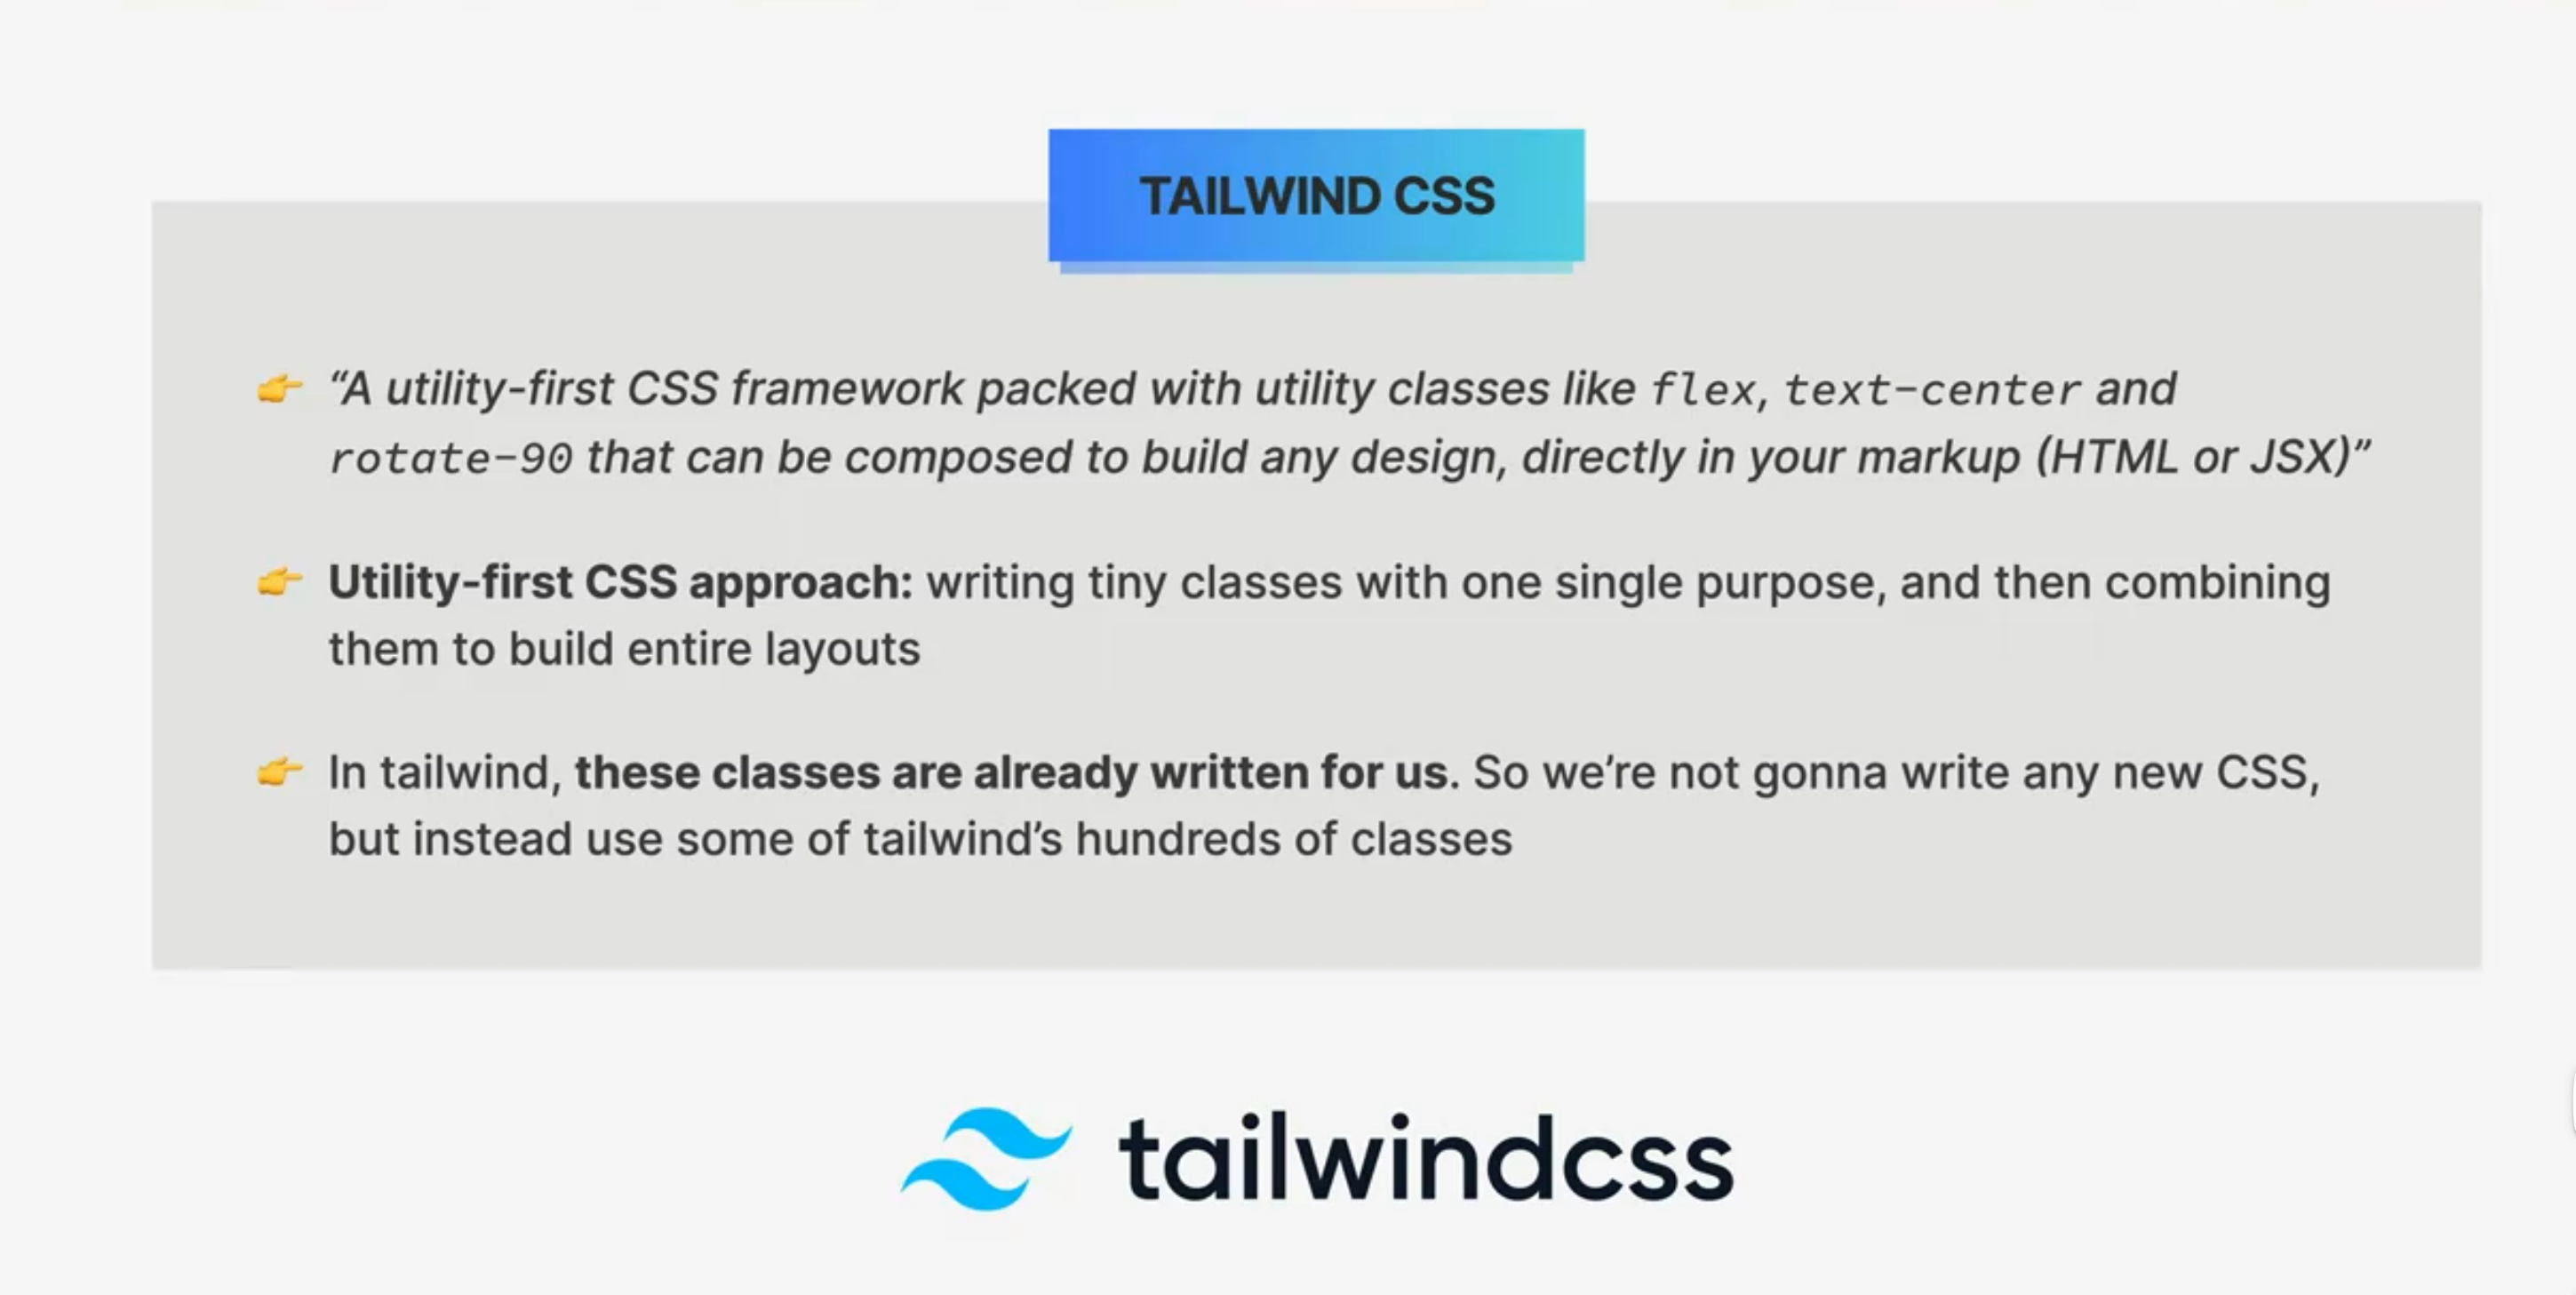 TAILWIND CSS
👉 “A utility-first CSS framework packed with utility classes like flex, text-center and
rotate-90 that can be composed to build any design, directly in your markup (HTML or JSX)”
👉 Utility-first CSS approach: writing tiny classes with one single purpose, and then combining
them to build entire layouts
👉 In tailwind, these classes are already written for us. So we’re not gonna write any new CSS,
but instead use some of tailwind’s hundreds of classes
tailwindcss